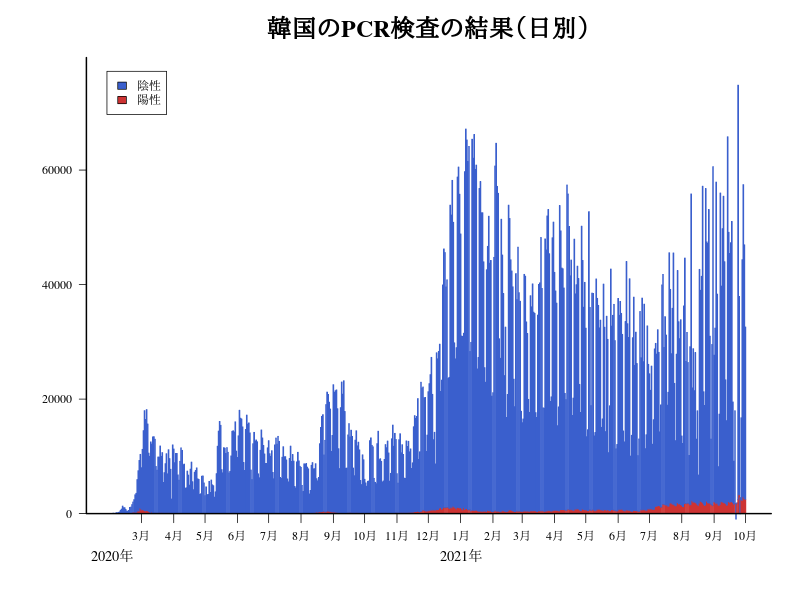 韓国のPCR検査の結果（日別）
陰性
陽性
60000
40000
20000
0
3月 4月 5月 6月 7月 8月 9月 10月 11月 12月 1月 2月 3月 4月 5月 6月 7月 8月 9月 10月
2020年 2021年